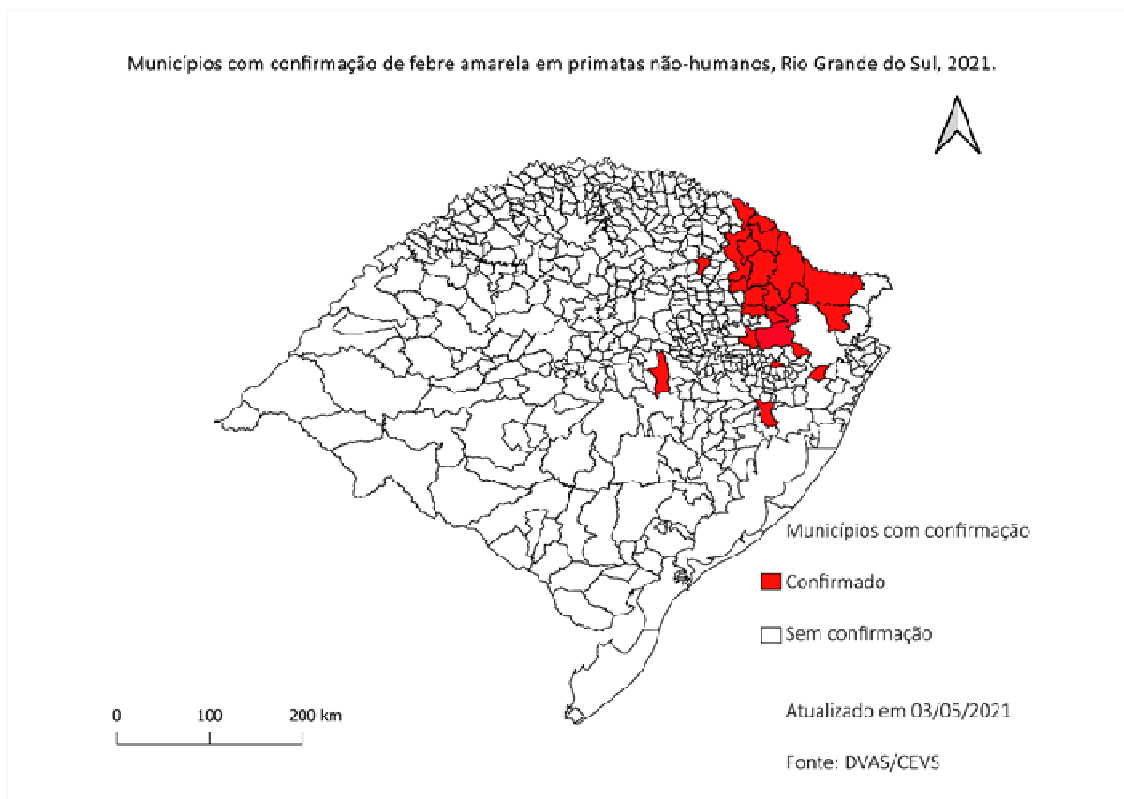 Municípios com confirmação de febre amarela em primatas não-humanos, Rio Grande do Sul, 2021.
Municípios com confirmação
Confirmado
Sem confirmação
0 100 200 km
Atualizado em 03/05/2021
Fonte: DVAS/CEVS